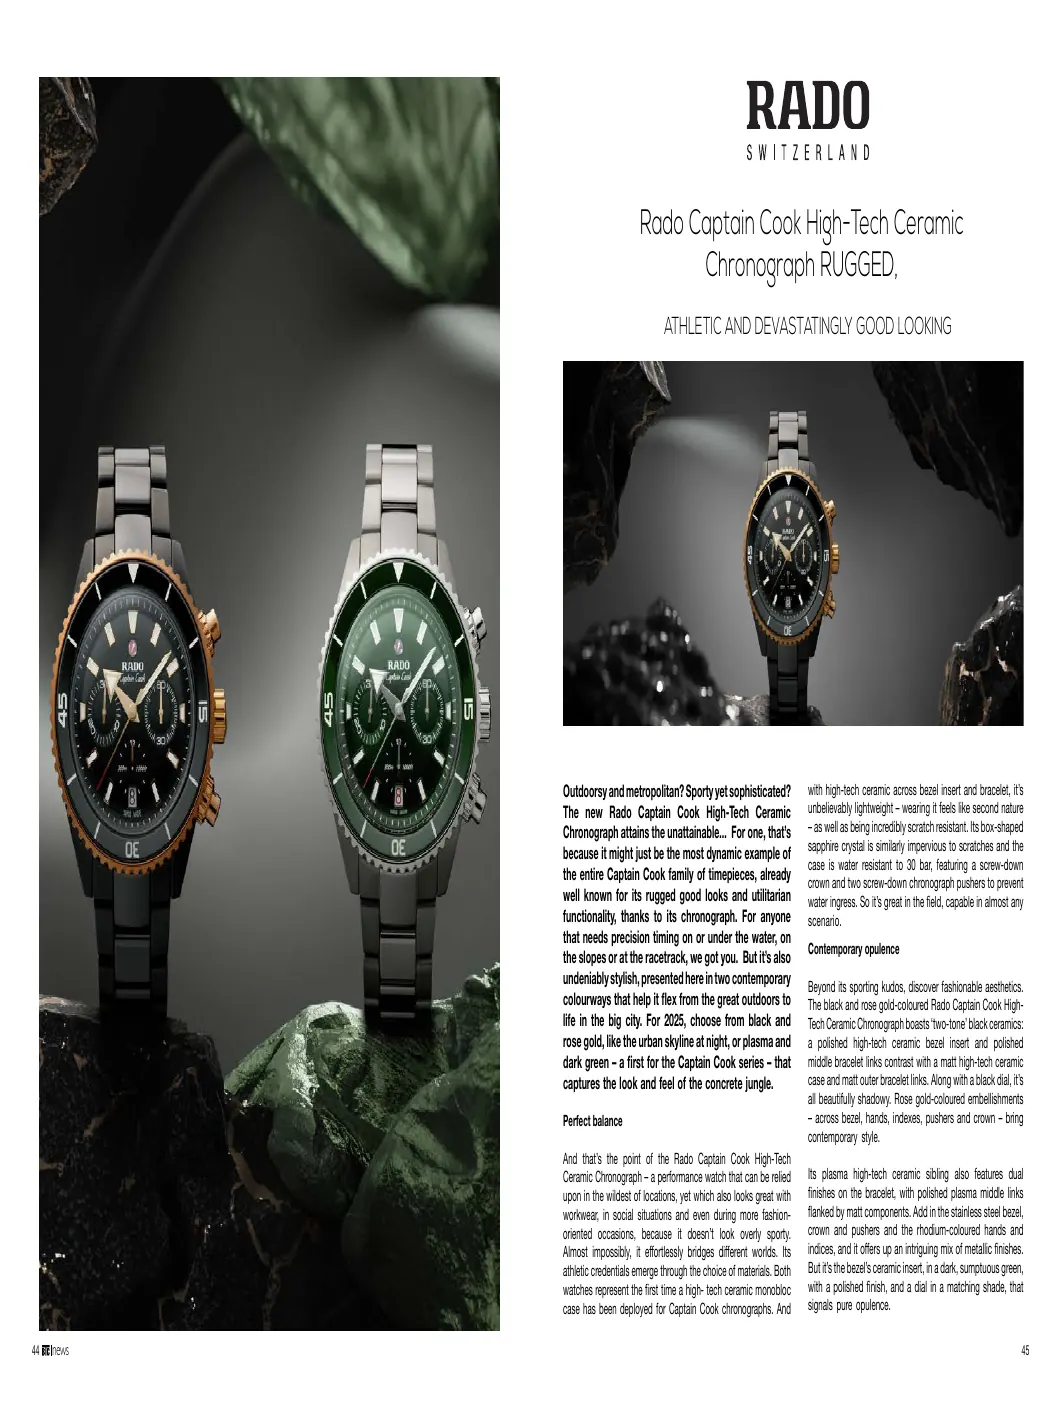 RADO
SWITZERLAND
Rado Captain Cook High-Tech Ceramic
Chronograph RUGGED,
ATHLETIC AND DEVASTATINGLY GOOD LOOKING
RADO
Captain Cook
45
15
30
RADO
Captain Cook
45
15
30
RADO
Captain Cook
45
15
30
Outdoorsy and metropolitan? Sporty yet sophisticated?
The new Rado Captain Cook High-Tech Ceramic
Chronograph attains the unattainable... For one, that's
because it might just be the most dynamic example of
the entire Captain Cook family of timepieces, already
well known for its rugged good looks and utilitarian
functionality, thanks to its chronograph. For anyone
that needs precision timing on or under the water, on
the slopes or at the racetrack, we got you. But it's also
undeniably stylish, presented here in two contemporary
colourways that help it flex from the great outdoors to
life in the big city. For 2025, choose from black and
rose gold, like the urban skyline at night, or plasma and
dark green – a first for the Captain Cook series – that
captures the look and feel of the concrete jungle.
Perfect balance
And that's the point of the Rado Captain Cook High-Tech
Ceramic Chronograph – a performance watch that can be relied
upon in the wildest of locations, yet which also looks great with
workwear, in social situations and even during more fashion-
oriented occasions, because it doesn't look overly sporty.
Almost impossibly, it effortlessly bridges different worlds. Its
athletic credentials emerge through the choice of materials. Both
watches represent the first time a high- tech ceramic monobloc
case has been deployed for Captain Cook chronographs. And
with high-tech ceramic across bezel insert and bracelet, it's
unbelievably lightweight – wearing it feels like second nature
– as well as being incredibly scratch resistant. Its box-shaped
sapphire crystal is similarly impervious to scratches and the
case is water resistant to 30 bar, featuring a screw-down
crown and two screw-down chronograph pushers to prevent
water ingress. So it's great in the field, capable in almost any
scenario.
Contemporary opulence
Beyond its sporting kudos, discover fashionable aesthetics.
The black and rose gold-coloured Rado Captain Cook High-
Tech Ceramic Chronograph boasts 'two-tone' black ceramics:
a polished high-tech ceramic bezel insert and polished
middle bracelet links contrast with a matt high-tech ceramic
case and matt outer bracelet links. Along with a black dial, it's
all beautifully shadowy. Rose gold-coloured embellishments
– across bezel, hands, indexes, pushers and crown – bring
contemporary style.
Its plasma high-tech ceramic sibling also features dual
finishes on the bracelet, with polished plasma middle links
flanked by matt components. Add in the stainless steel bezel,
crown and pushers and the rhodium-coloured hands and
indices, and it offers up an intriguing mix of metallic finishes.
But it's the bezel's ceramic insert, in a dark, sumptuous green,
with a polished finish, and a dial in a matching shade, that
signals pure opulence.
44 news
45